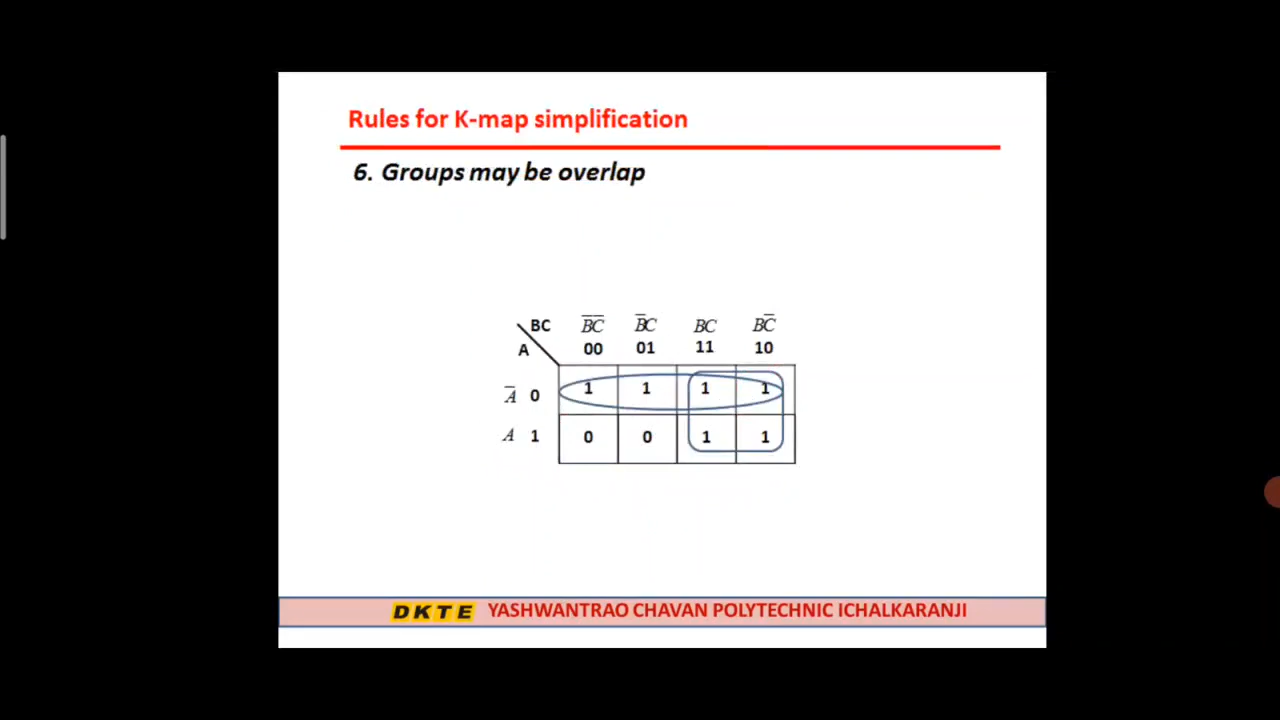 Rules for K-map simplification
6. Groups may be overlap
BC B̅C̅ B̅C BC BC̅
A 00 01 11 10
A̅ 0 1 1 1 1
A 1 0 0 1 1
DKTE YASHWANTRAO CHAVAN POLYTECHNIC ICHALKARANJI